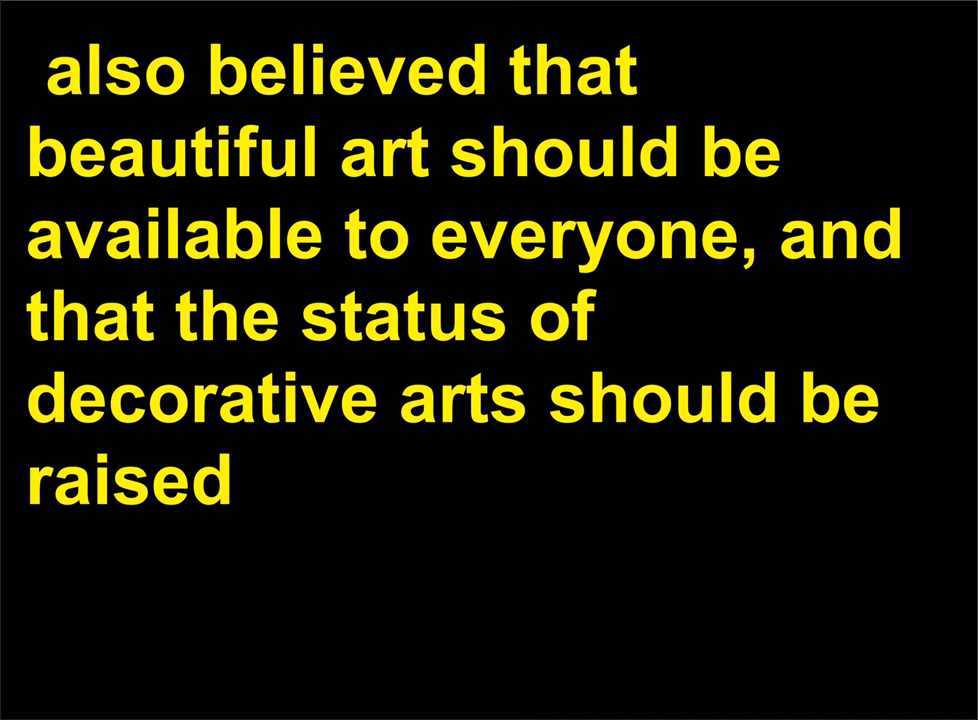 also believed that
beautiful art should be
available to everyone, and
that the status of
decorative arts should be
raised